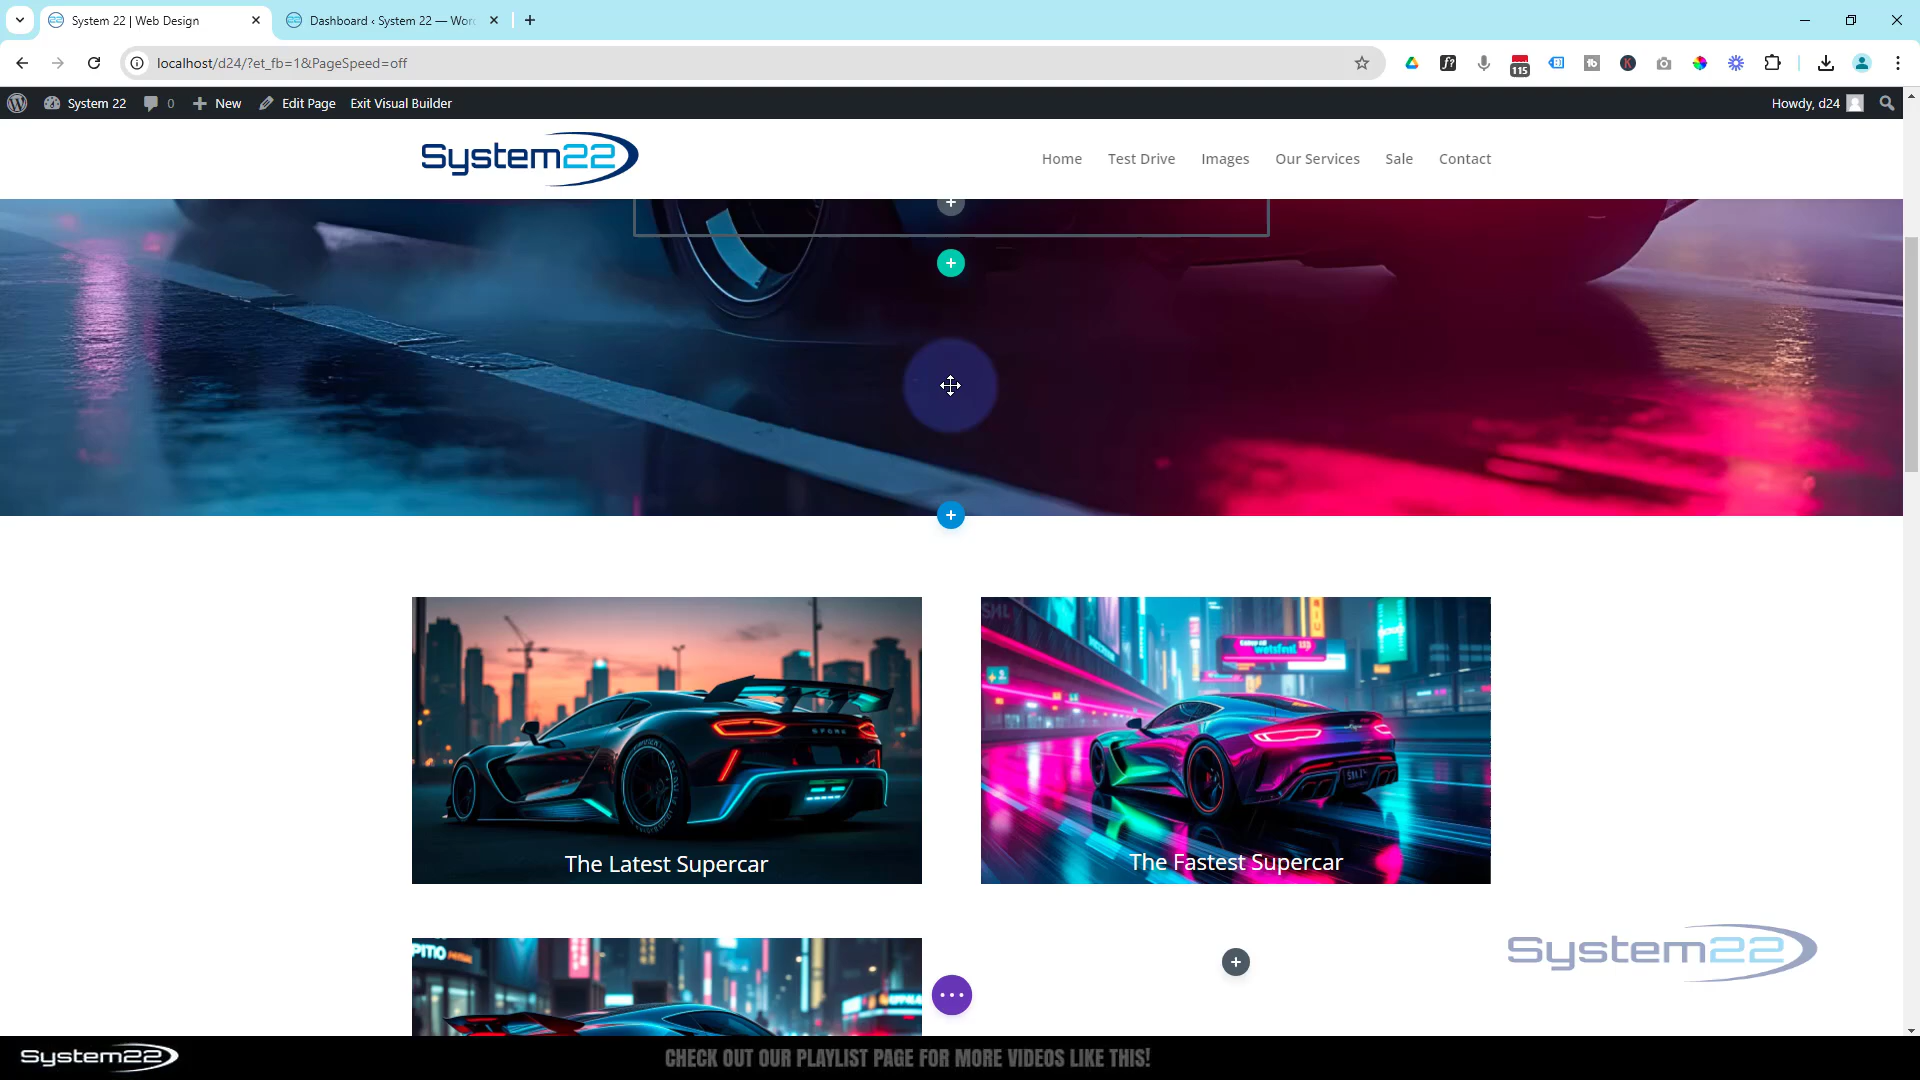 System 22 | Web Design
Dashboard ‹ System 22 — Wor
localhost/d24/?et_fb=1&PageSpeed=off
115
System 22
0
New
Edit Page
Exit Visual Builder
Howdy, d24
System22
Home
Test Drive
Images
Our Services
Sale
Contact
The Latest Supercar
The Fastest Supercar
System22
System22
CHECK OUT OUR PLAYLIST PAGE FOR MORE VIDEOS LIKE THIS!